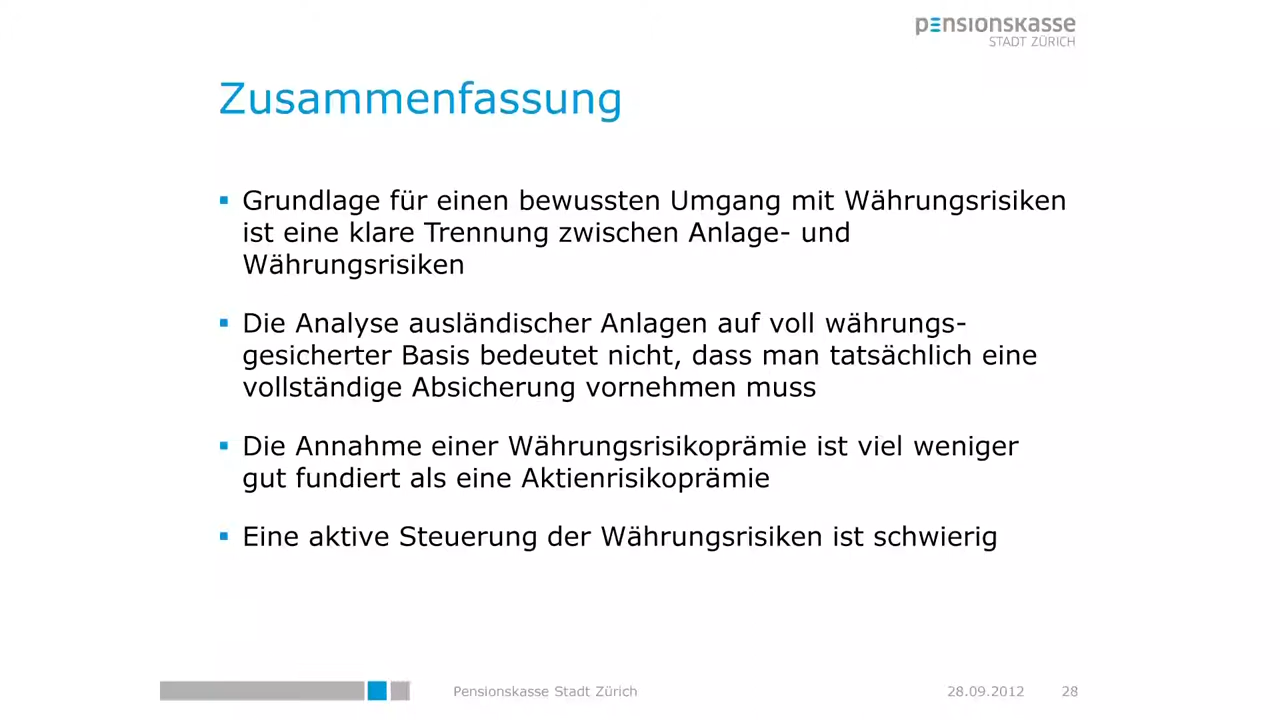 pensionskasse
STADT ZÜRICH
Zusammenfassung
▪ Grundlage für einen bewussten Umgang mit Währungsrisiken
ist eine klare Trennung zwischen Anlage- und
Währungsrisiken
▪ Die Analyse ausländischer Anlagen auf voll währungs-
gesicherter Basis bedeutet nicht, dass man tatsächlich eine
vollständige Absicherung vornehmen muss
▪ Die Annahme einer Währungsrisikoprämie ist viel weniger
gut fundiert als eine Aktienrisikoprämie
▪ Eine aktive Steuerung der Währungsrisiken ist schwierig
Pensionskasse Stadt Zürich 28.09.2012 28